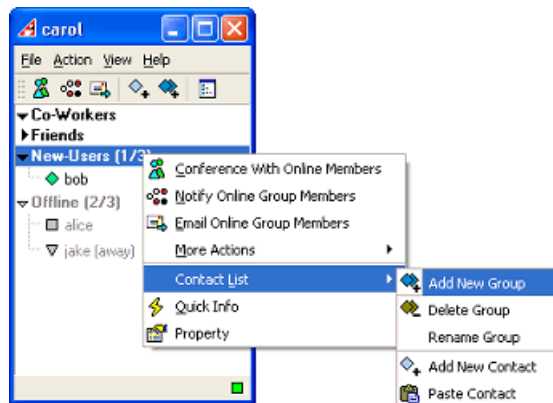 carol
File Action View Help
Co-Workers
Friends
New-Users (1/3)
bob
Offline (2/3)
alice
jake (away)
Conference With Online Members
Notify Online Group Members
Email Online Group Members
More Actions
Contact List
Quick Info
Property
Add New Group
Delete Group
Rename Group
Add New Contact
Paste Contact